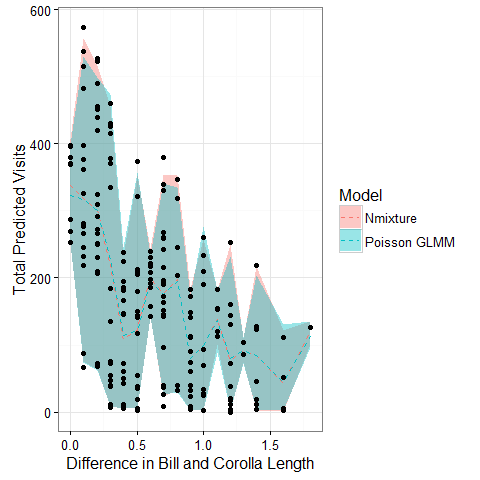 600
400
200
0
Total Predicted Visits
0.0 0.5 1.0 1.5
Difference in Bill and Corolla Length
Model
Nmixture
Poisson GLMM